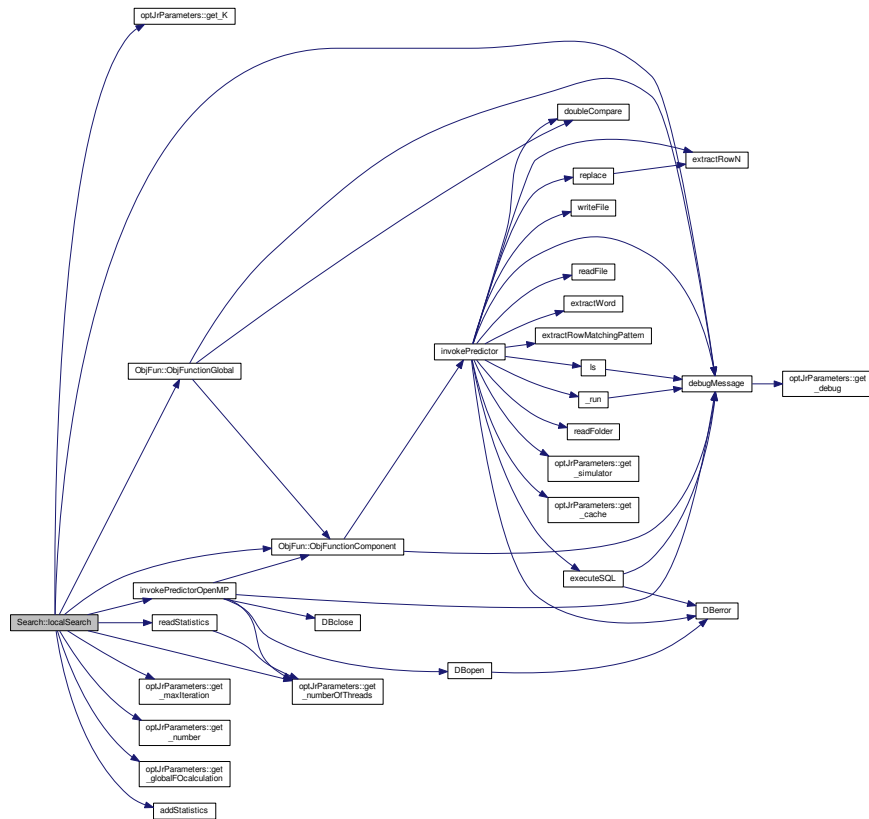 optJrParameters::get_K
doubleCompare
extractRowN
replace
writeFile
readFile
extractWord
extractRowMatchingPattern
invokePredictor
ls
debugMessage
optJrParameters::get
_debug
_run
readFolder
optJrParameters::get
_simulator
optJrParameters::get
_cache
ObjFun::ObjFunctionGlobal
ObjFun::ObjFunctionComponent
executeSQL
invokePredictorOpenMP
DBerror
Search::localSearch
readStatistics
DBclose
DBopen
optJrParameters::get
_maxIteration
optJrParameters::get
_numberOfThreads
optJrParameters::get
_number
optJrParameters::get
_globalFOcalculation
addStatistics